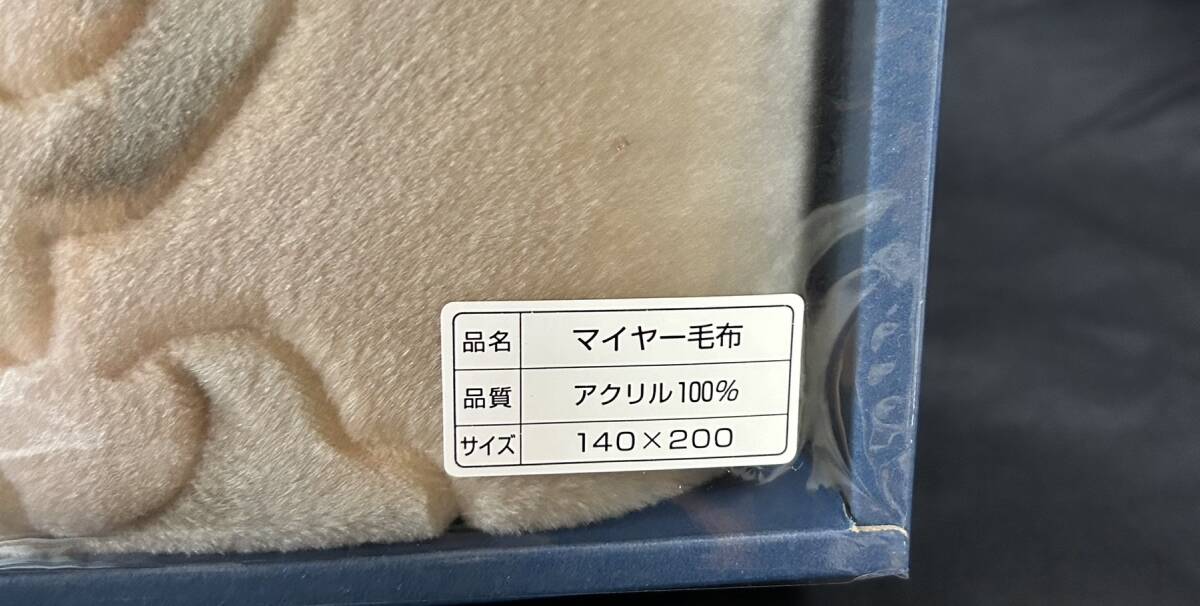 品名 マイヤー毛布
品質 アクリル100%
サイズ 140×200